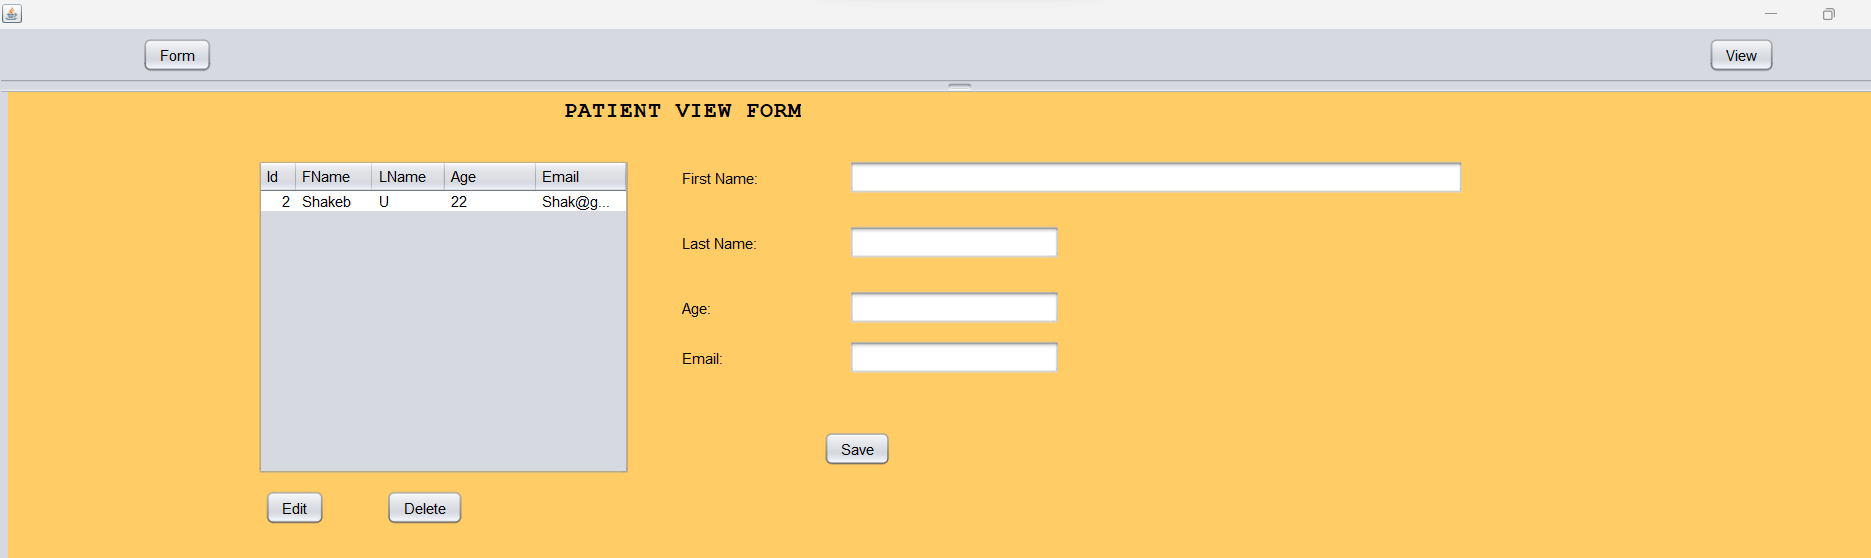 Form View
PATIENT VIEW FORM
Id FName LName Age Email
2 Shakeb U 22 Shak@g...
First Name:
Last Name:
Age:
Email:
Save
Edit Delete